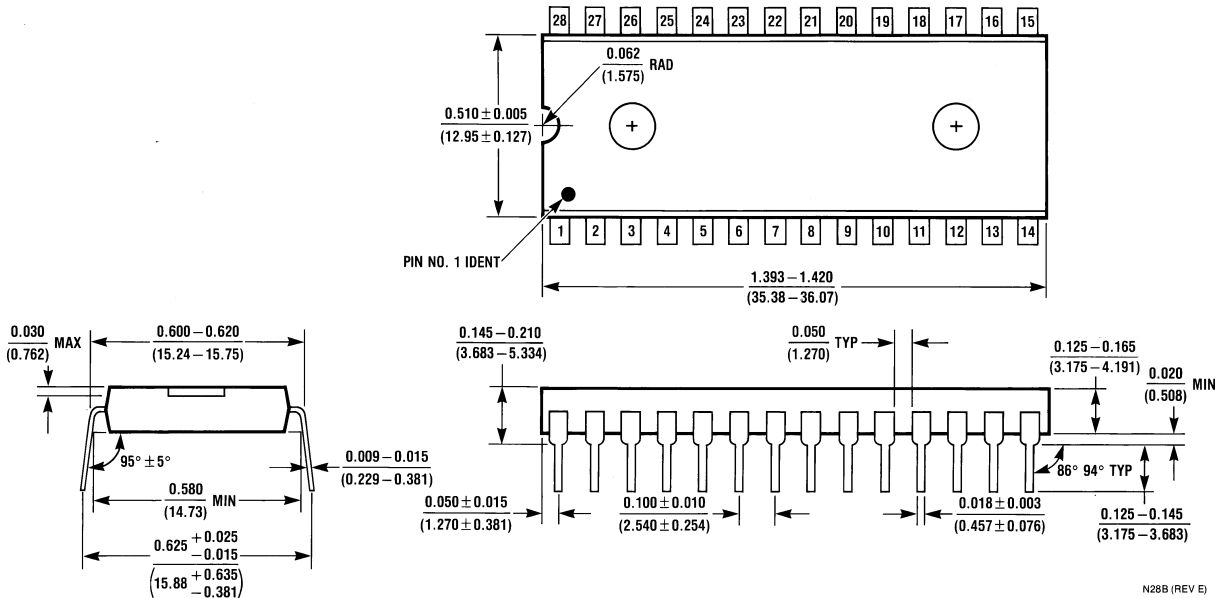 28 27 26 25 24 23 22 21 20 19 18 17 16 15
0.062
(1.575)
RAD
0.510 ± 0.005
(12.95 ± 0.127)
PIN NO. 1 IDENT
1 2 3 4 5 6 7 8 9 10 11 12 13 14
1.393 – 1.420
(35.38 – 36.07)
0.030
(0.762)
MAX
0.600 – 0.620
(15.24 – 15.75)
95° ± 5°
0.009 – 0.015
(0.229 – 0.381)
0.580
(14.73)
MIN
0.625 + 0.025
– 0.015
(15.88 + 0.635
– 0.381)
0.145 – 0.210
(3.683 – 5.334)
0.050
(1.270)
TYP
0.125 – 0.165
(3.175 – 4.191)
0.020
(0.508)
MIN
86° 94° TYP
0.050 ± 0.015
(1.270 ± 0.381)
0.100 ± 0.010
(2.540 ± 0.254)
0.018 ± 0.003
(0.457 ± 0.076)
0.125 - 0.145
(3.175 - 3.683)
N28B (REV E)